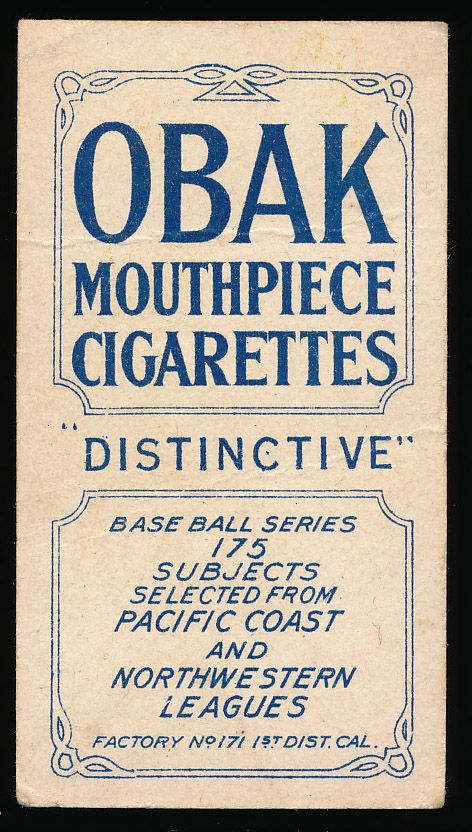 OBAK
MOUTHPIECE
CIGARETTES
"DISTINCTIVE"
BASE BALL SERIES
175
SUBJECTS
SELECTED FROM
PACIFIC COAST
AND
NORTHWESTERN
LEAGUES
FACTORY Nº 171 1ST DIST. CAL.